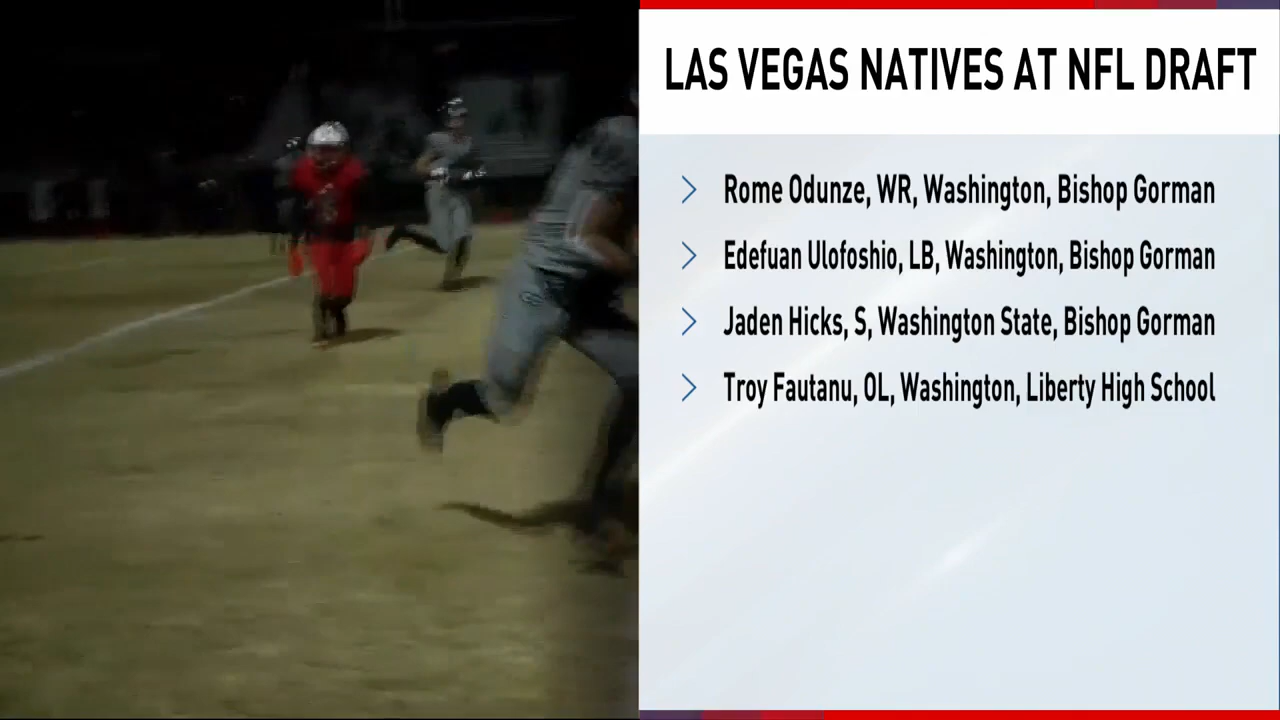 LAS VEGAS NATIVES AT NFL DRAFT
Rome Odunze, WR, Washington, Bishop Gorman
Edefuan Ulofoshio, LB, Washington, Bishop Gorman
Jaden Hicks, S, Washington State, Bishop Gorman
Troy Fautanu, OL, Washington, Liberty High School